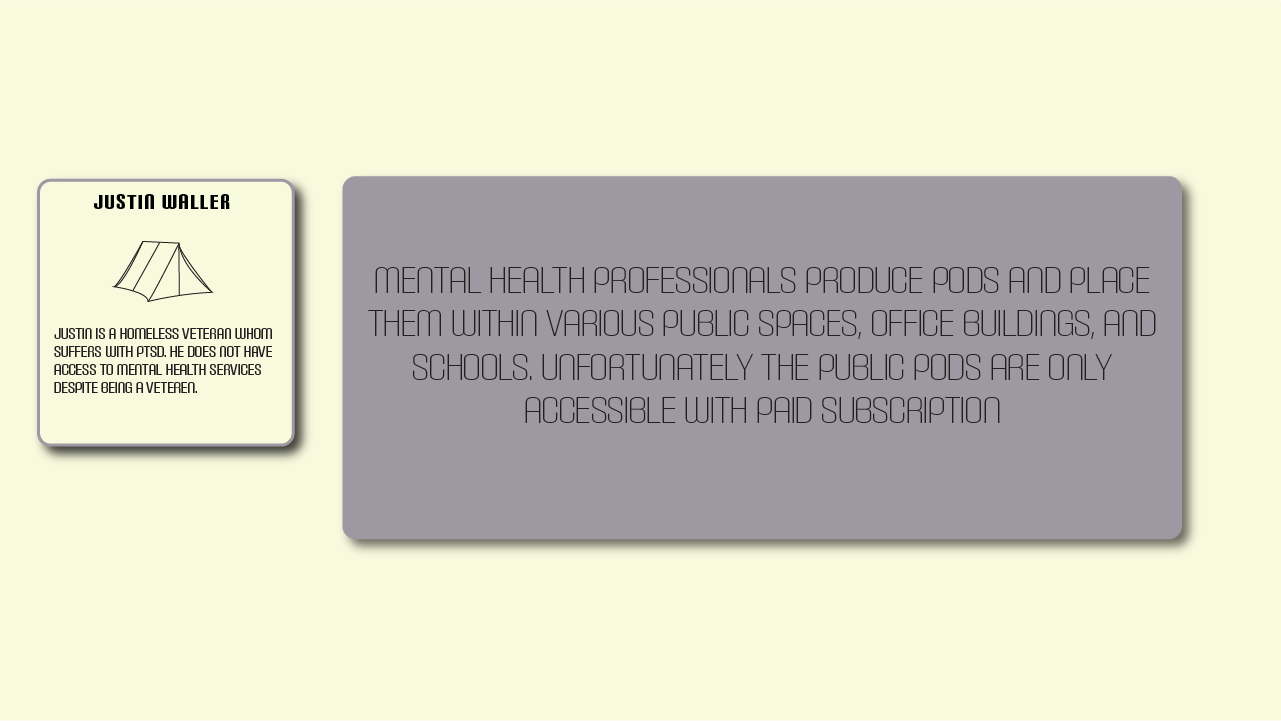 JUSTIN WALLER
JUSTIN IS A HOMELESS VETERAN WHOM
SUFFERS WITH PTSD. HE DOES NOT HAVE
ACCESS TO MENTAL HEALTH SERVICES
DESPITE BEING A VETEREN.
MENTAL HEALTH PROFESSIONALS PRODUCE PODS AND PLACE
THEM WITHIN VARIOUS PUBLIC SPACES, OFFICE BUILDINGS, AND
SCHOOLS. UNFORTUNATELY THE PUBLIC PODS ARE ONLY
ACCESSIBLE WITH PAID SUBSCRIPTION